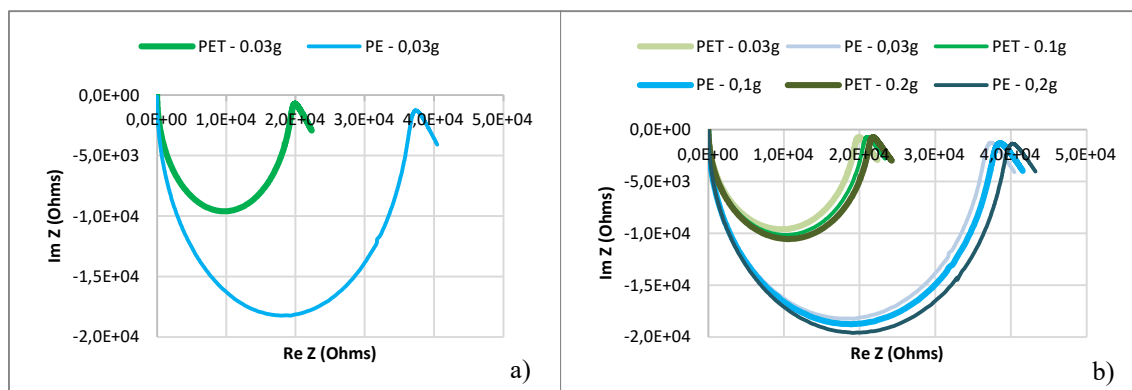 PET - 0.03g PE - 0,03g
0,0E+00
0,0E+00 1,0E+04 2,0E+04 3,0E+04 4,0E+04 5,0E+04
-5,0E+03
-1,0E+04
-1,5E+04
-2,0E+04
Im Z (Ohms)
Re Z (Ohms)
a)
PET - 0.03g PE - 0,03g PET - 0.1g
PE - 0,1g PET - 0.2g PE - 0,2g
0,0E+00
0,0E+00 1,0E+04 2,0E+04 3,0E+04 4,0E+04 5,0E+04
-5,0E+03
-1,0E+04
-1,5E+04
-2,0E+04
Im Z (Ohms)
Re Z (Ohms)
b)